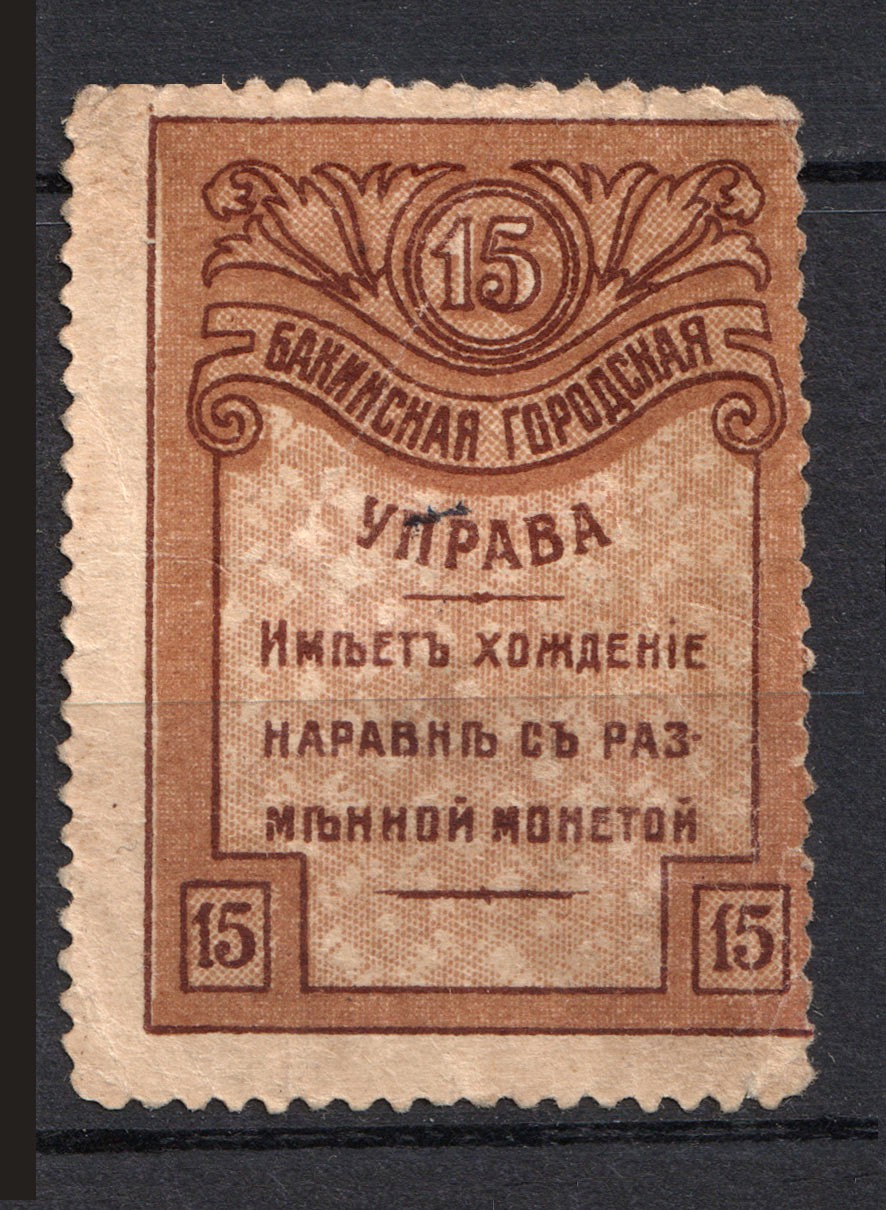 15
БАКИНСКАЯ ГОРОДСКАЯ
УПРАВА
ИМѢЕТЪ ХОЖДЕНІЕ
НАРАВНѢ СЪ РАЗ-
МѢННОЙ МОНЕТОЙ
15 15